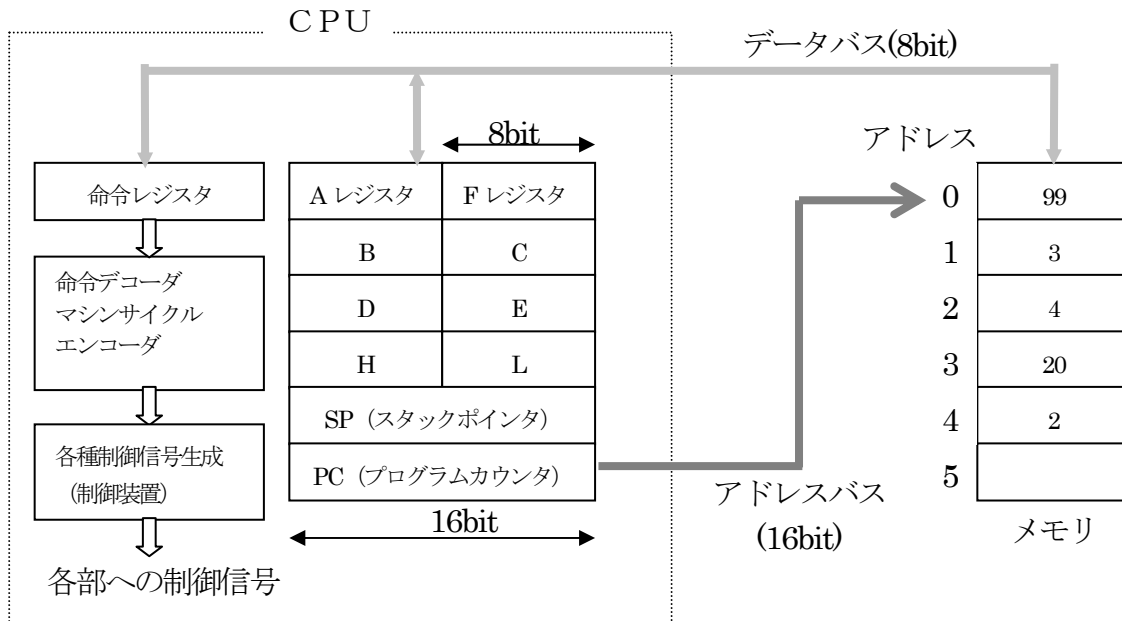 ＣＰＵ
データバス(8bit)
8bit
アドレス
命令レジスタ
A レジスタ
F レジスタ
0
99
B
C
1
3
命令デコーダ
マシンサイクル
エンコーダ
D
E
2
4
H
L
3
20
SP（スタックポインタ）
4
2
各種制御信号生成
（制御装置）
PC（プログラムカウンタ）
5
アドレスバス
(16bit)
16bit
メモリ
各部への制御信号